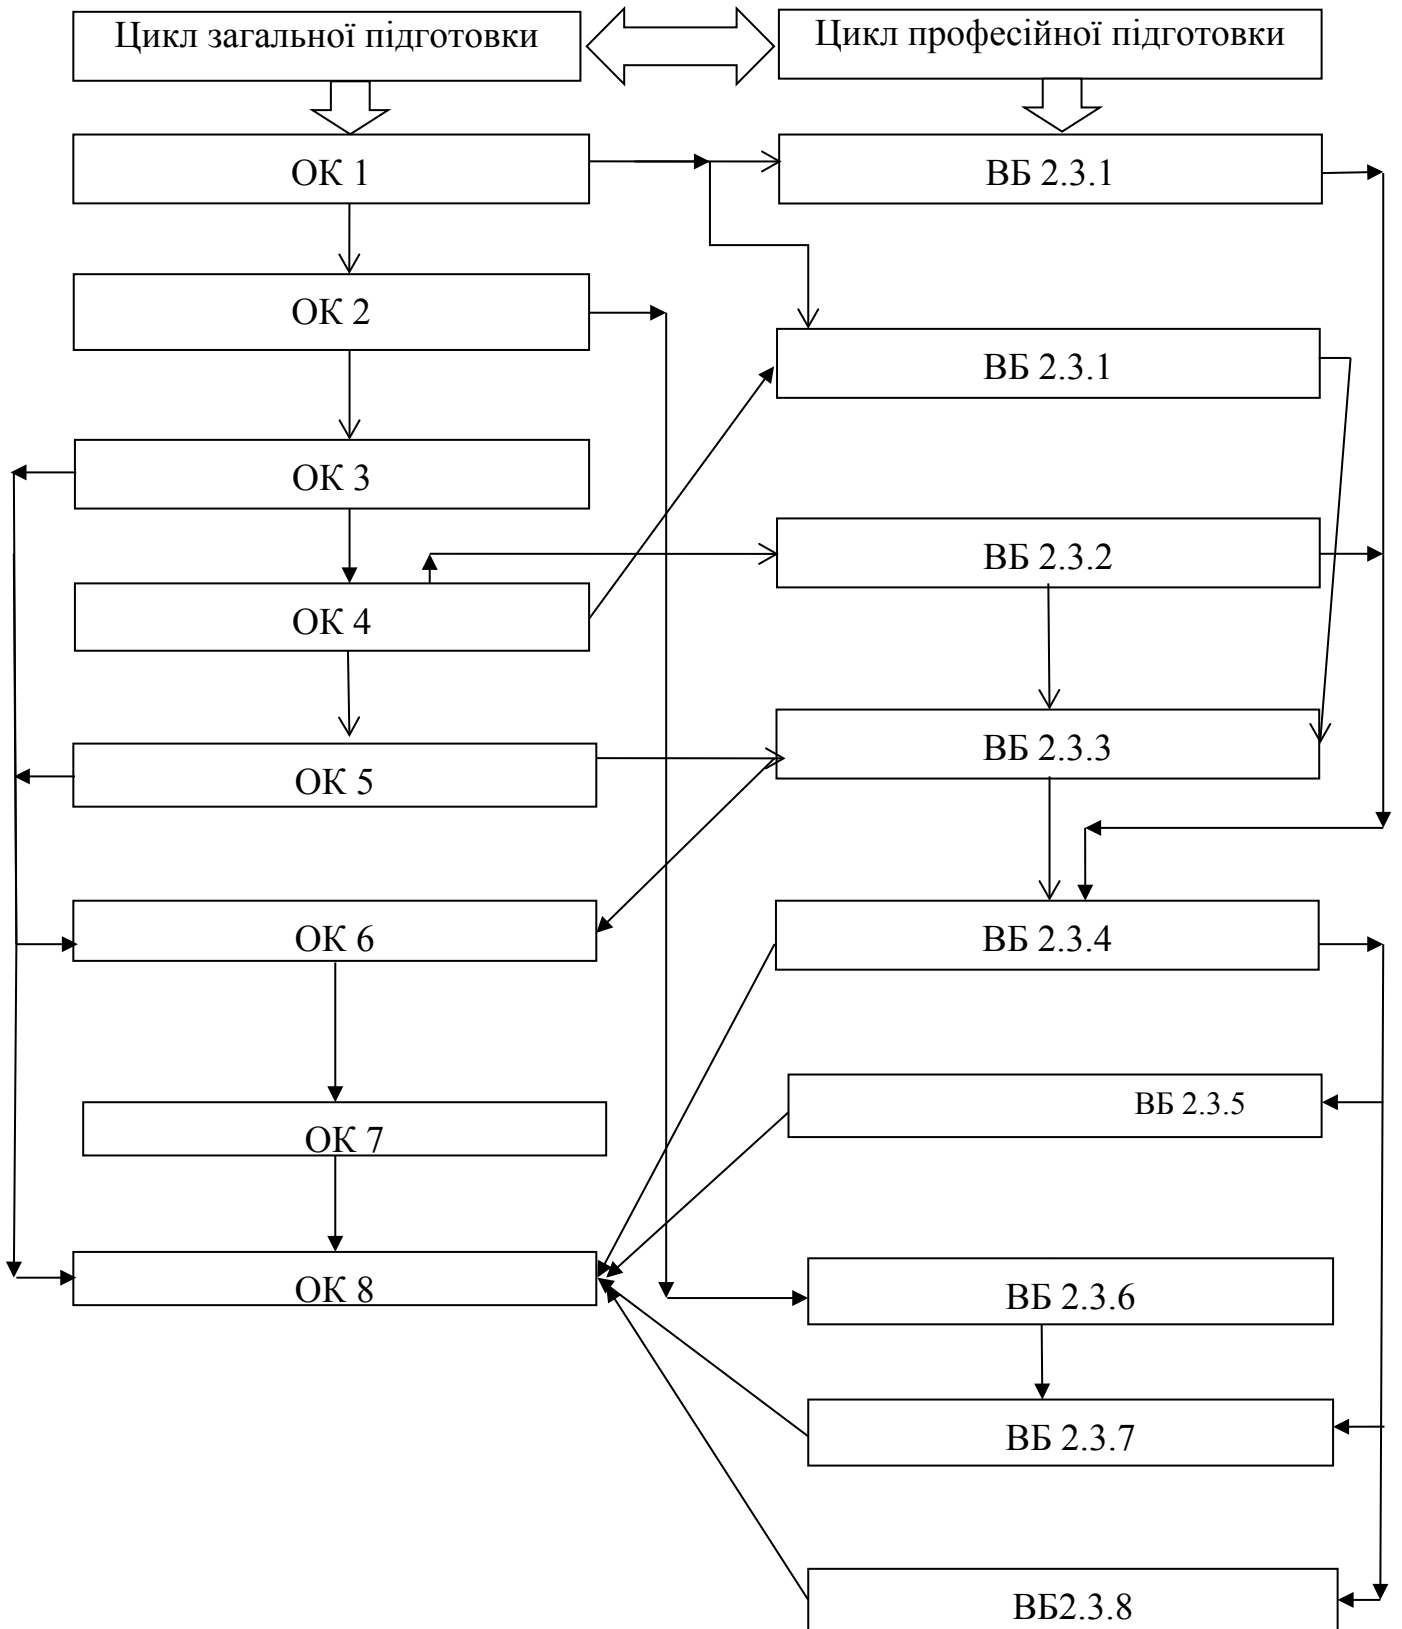 Цикл загальної підготовки
Цикл професійної підготовки
ОК 1
ВБ 2.3.1
ОК 2
ВБ 2.3.1
ОК 3
ВБ 2.3.2
ОК 4
ВБ 2.3.3
ОК 5
ОК 6
ВБ 2.3.4
ВБ 2.3.5
ОК 7
ОК 8
ВБ 2.3.6
ВБ 2.3.7
ВБ2.3.8